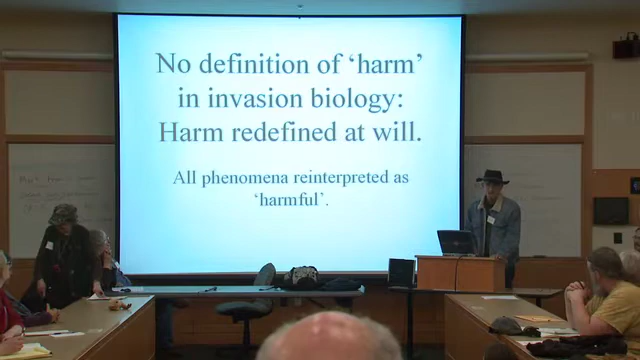 No definition of ‘harm’
in invasion biology:
Harm redefined at will.
All phenomena reinterpreted as
‘harmful’.